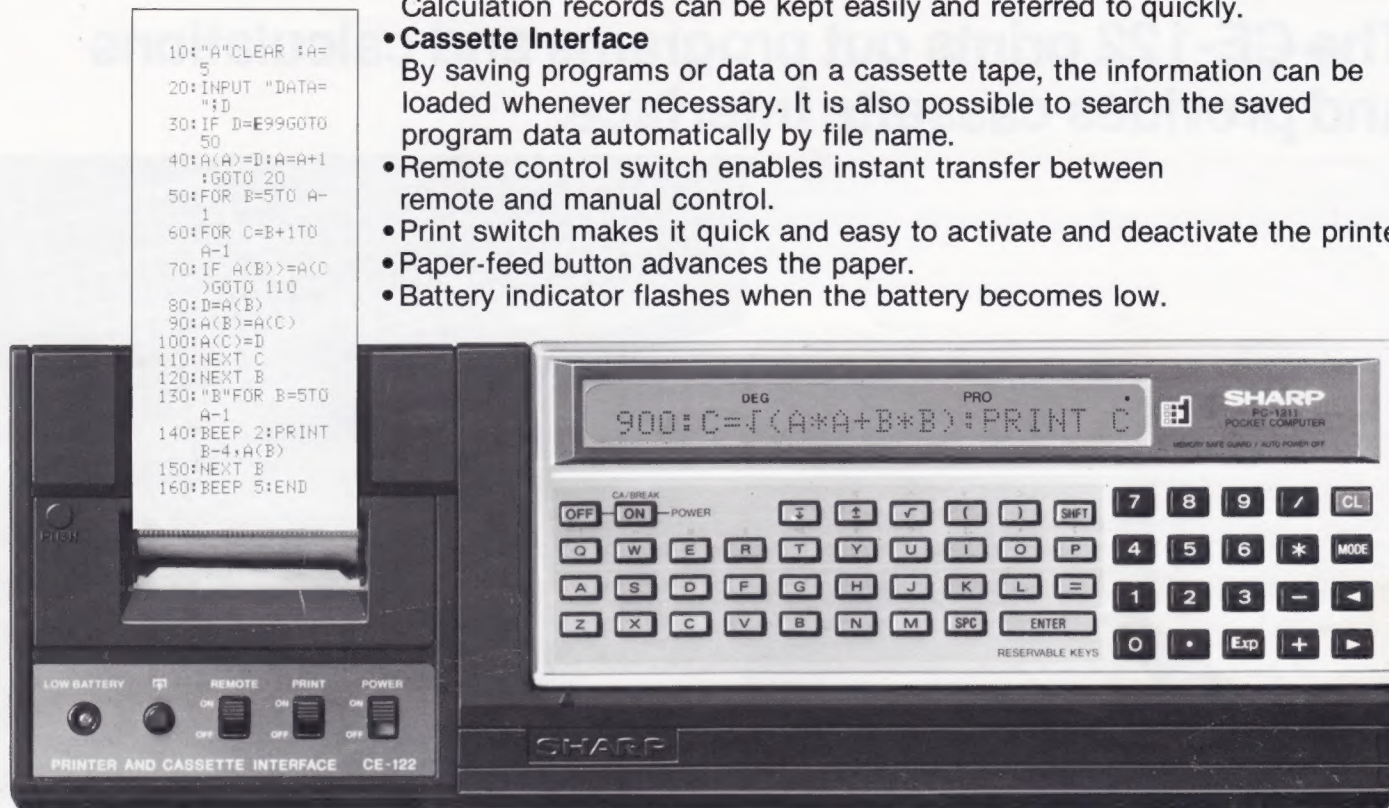 Calculation records can be kept easily and referred to quickly.
• Cassette Interface
By saving programs or data on a cassette tape, the information can be
loaded whenever necessary. It is also possible to search the saved
program data automatically by file name.
• Remote control switch enables instant transfer between
remote and manual control.
• Print switch makes it quick and easy to activate and deactivate the printe
• Paper-feed button advances the paper.
• Battery indicator flashes when the battery becomes low.
10:"A"CLEAR :A=
5
20:INPUT "DATA=
";D
30:IF D=E99GOTO
50
40:A(A)=D:A=A+1
:GOTO 20
50:FOR B=5TO A-
1
60:FOR C=B+1TO
A-1
70:IF A(B)>=A(C
)GOTO 110
80:D=A(B)
90:A(B)=A(C)
100:A(C)=D
110:NEXT C
120:NEXT B
130:"B"FOR B=5TO
A-1
140:BEEP 2:PRINT
B-4,A(B)
150:NEXT B
160:BEEP 5:END
PUSH
DEG PRO
900:C=√(A*A+B*B):PRINT C
SHARP
PC-1211
POCKET COMPUTER
MEMORY SAFE GUARD / AUTO POWER OFF
CA/BREAK
OFF ON POWER √ ( ) SHFT 7 8 9 / CL
Q W E R T Y U I O P 4 5 6 * MODE
A S D F G H J K L = 1 2 3 - ◄
Z X C V B N M SPC ENTER 0 • Exp + ►
RESERVABLE KEYS
LOW BATTERY REMOTE PRINT POWER
ON ON ON
OFF OFF OFF
PRINTER AND CASSETTE INTERFACE CE-122
SHARP